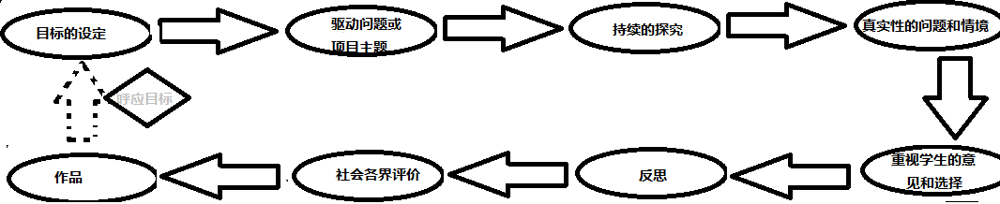 目标的设定
驱动问题或
项目主题
持续的探究
真实性的问题和情境
呼应目标
重视学生的意
见和选择
反思
社会各界评价
作品